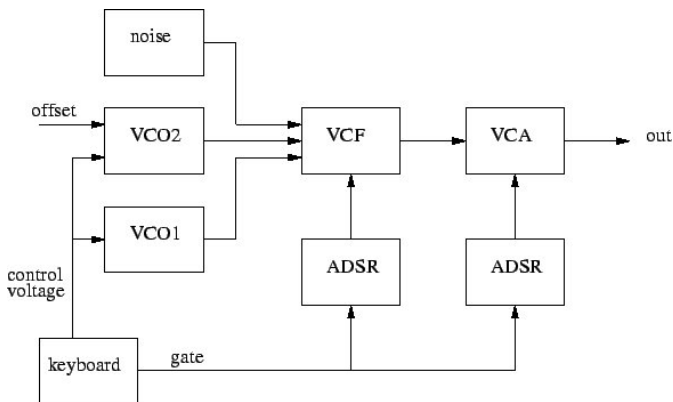 noise
offset
VCO2
VCF
VCA
out
VCO1
control
voltage
ADSR
ADSR
keyboard
gate